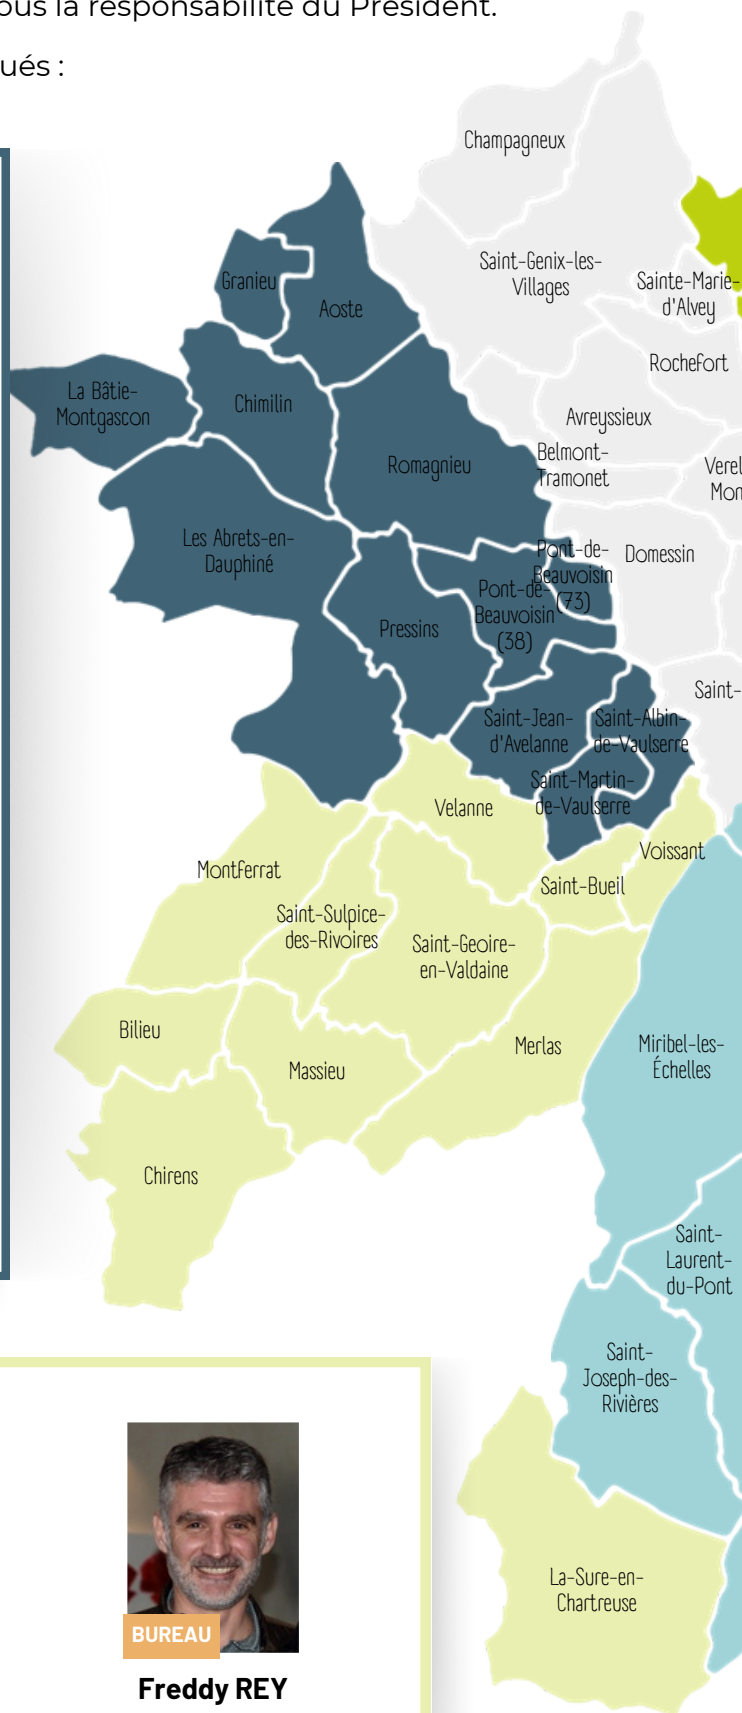 ous la responsabilité du Président.
ués :
Champagneux
Saint-Genix-les-
Villages
Sainte-Marie-
d'Alvey
Granieu
Aoste
Rochefort
La Bâtie-
Montgascon
Chimilin
Avreyssieux
Romagnieu
Belmont-
Tramonet
Verel
Mon
Les Abrets-en-
Dauphiné
Pont-de-
Beauvoisin
(73)
Domessin
Pont-de-
Beauvoisin
(38)
Pressins
Saint-
Saint-Jean-
d'Avelanne
Saint-Albin-
de-Vaulserre
Saint-Martin-
de-Vaulserre
Velanne
Voissant
Montferrat
Saint-Bueil
Saint-Sulpice-
des-Rivoires
Saint-Geoire-
en-Valdaine
Bilieu
Massieu
Merlas
Miribel-les-
Échelles
Chirens
Saint-
Laurent-
du-Pont
Saint-
Joseph-des-
Rivières
La-Sure-en-
Chartreuse
BUREAU
Freddy REY